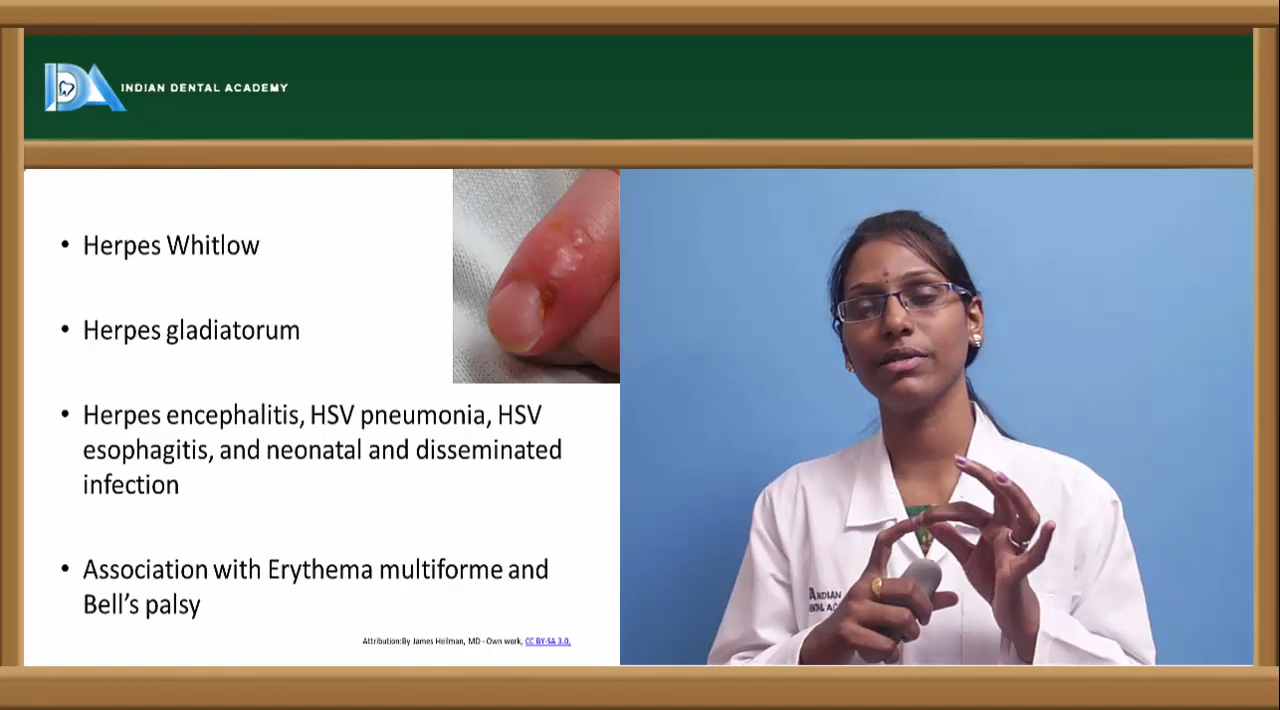 INDIAN DENTAL ACADEMY
• Herpes Whitlow
• Herpes gladiatorum
• Herpes encephalitis, HSV pneumonia, HSV
esophagitis, and neonatal and disseminated
infection
• Association with Erythema multiforme and
Bell's palsy
Attribution:By James Heilman, MD - Own work, CC BY-SA 3.0,
INDIAN